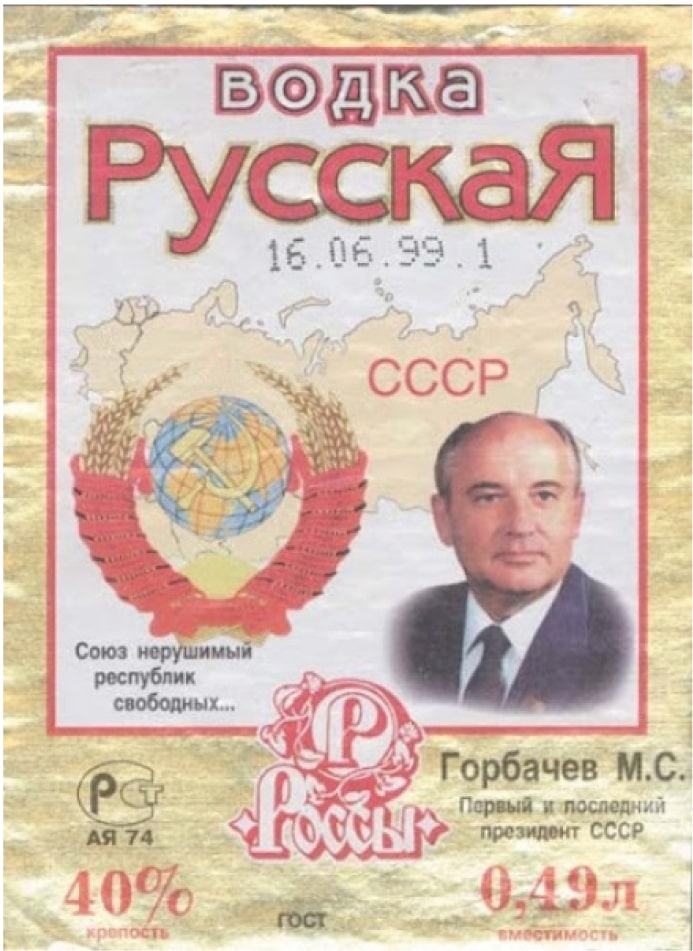 ВОДКА
РусскаЯ
16.06.99.1
СССР
Союз нерушимый
республик
свободных...
Р
Россы
Горбачев М.С.
Первый и последний
президент СССР
РСТ
АЯ 74
40%
крепость
ГОСТ
0,49л
вместимость